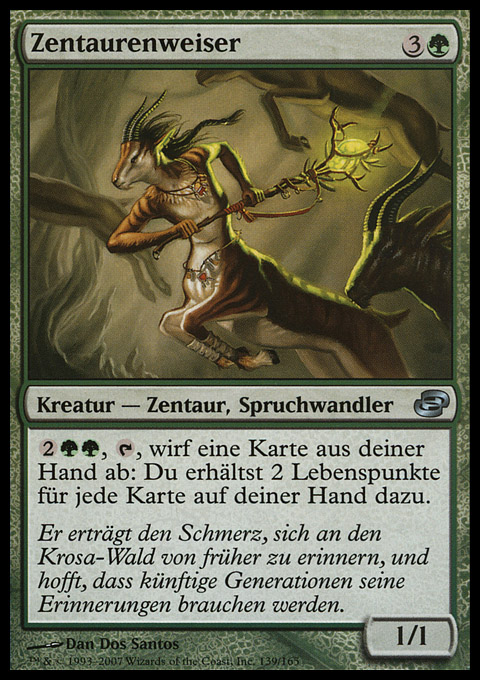 Zentaurenweiser 3
Kreatur — Zentaur, Spruchwandler
2, , wirf eine Karte aus deiner
Hand ab: Du erhältst 2 Lebenspunkte
für jede Karte auf deiner Hand dazu.
Er erträgt den Schmerz, sich an den
Krosa-Wald von früher zu erinnern, und
hofft, dass künftige Generationen seine
Erinnerungen brauchen werden.
Dan Dos Santos
1/1
™ & © 1993–2007 Wizards of the Coast, Inc. 139/165